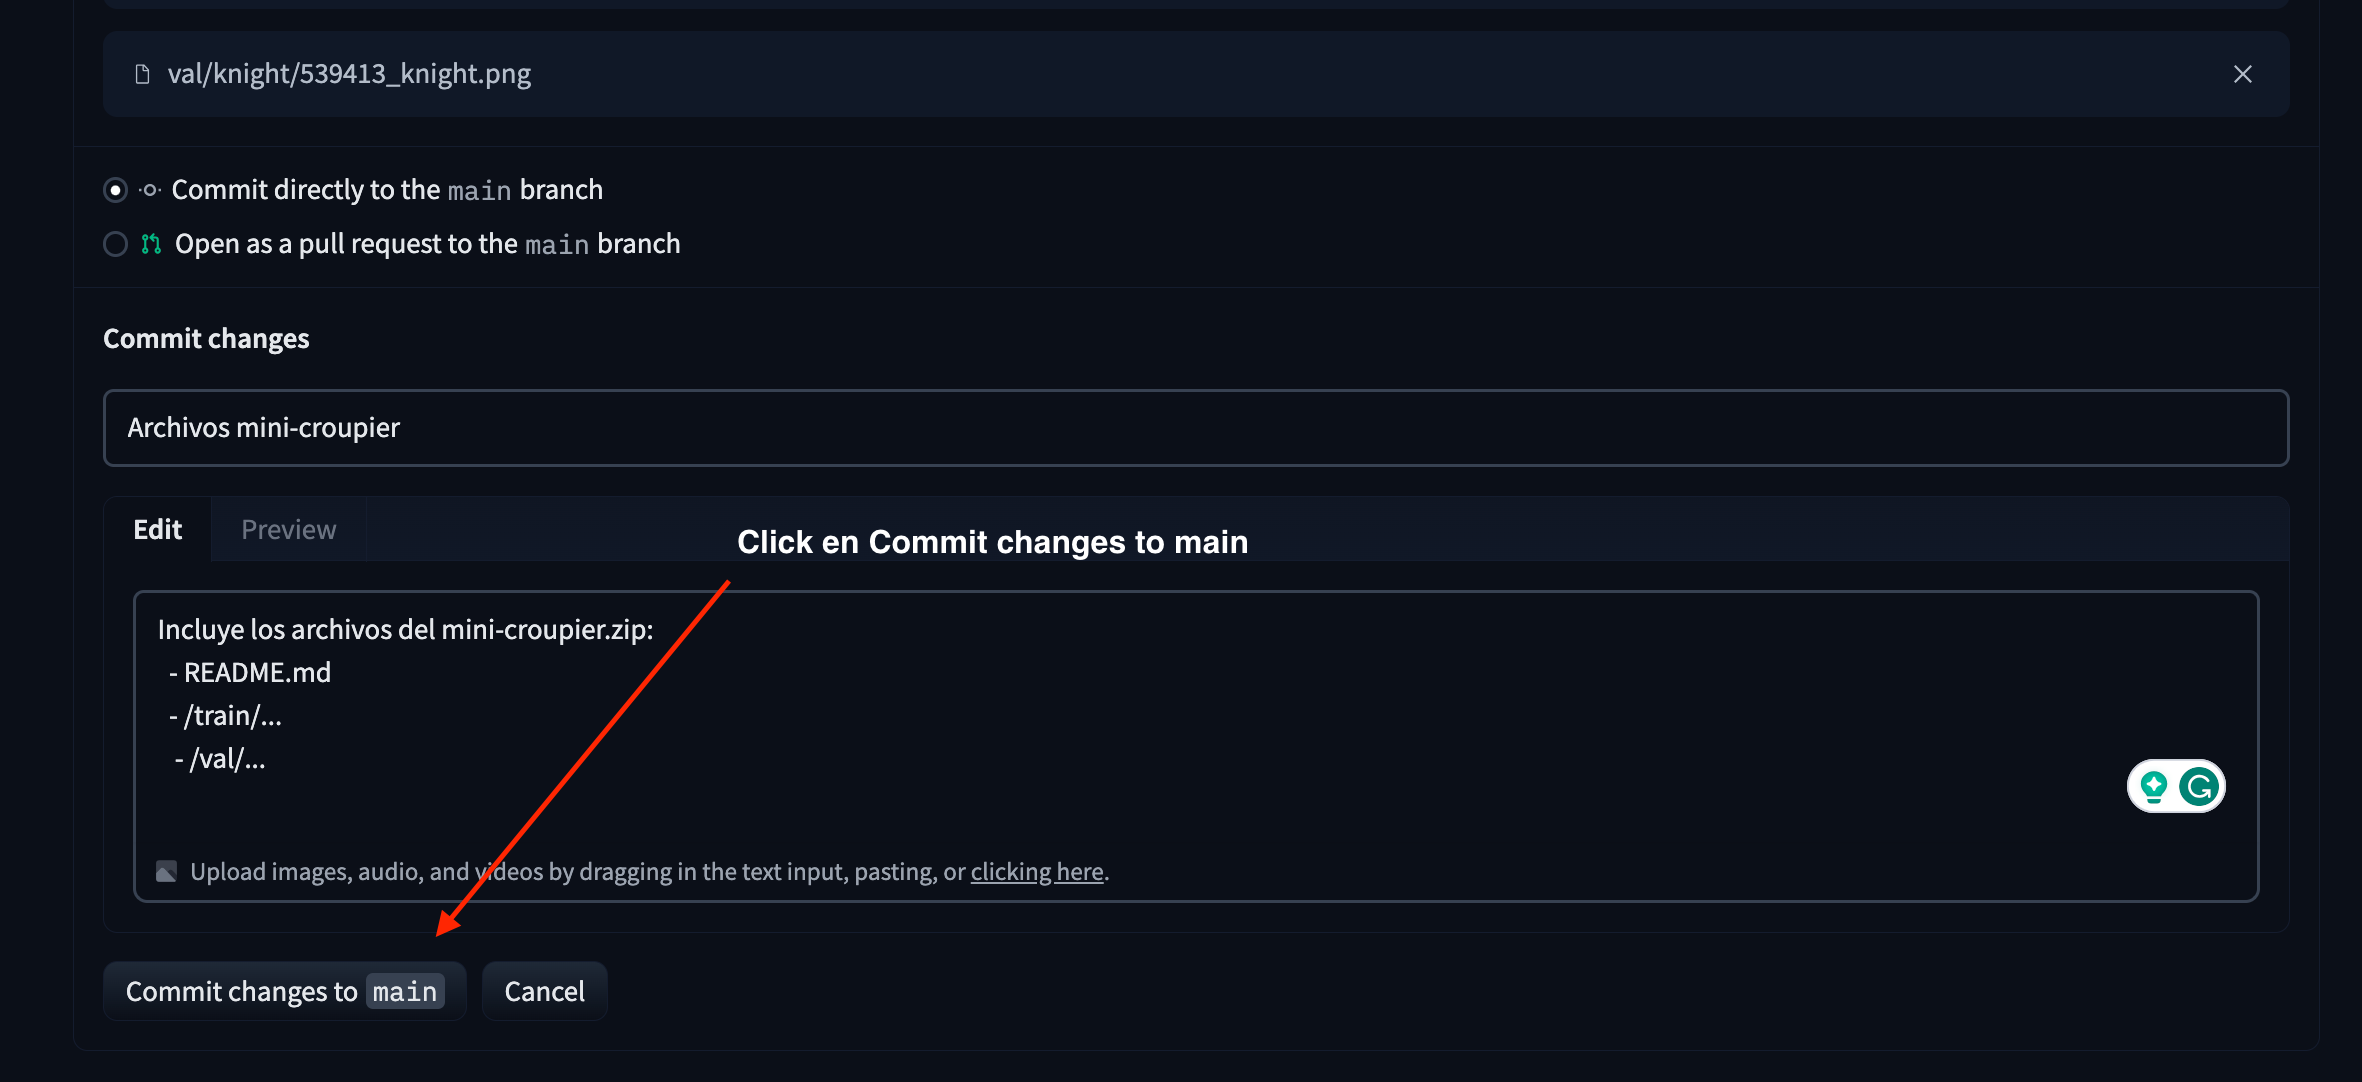 val/knight/539413_knight.png
Commit directly to the main branch
Open as a pull request to the main branch
Commit changes
Archivos mini-croupier
Edit Preview
Click en Commit changes to main
Incluye los archivos del mini-croupier.zip:
- README.md
- /train/...
- /val/...
Upload images, audio, and videos by dragging in the text input, pasting, or clicking here.
Commit changes to main Cancel